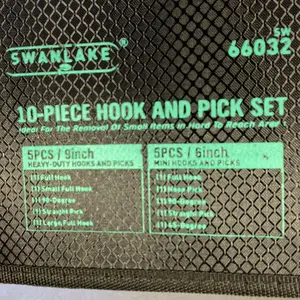 SWANLAKE®
SW
66032
10-PIECE HOOK AND PICK SET
Ideal For The Removal Of Small Items In Hard To Reach Area!
5PCS / 9inch
HEAVY-DUTY HOOKS AND PICKS
(1) Full Hook
(1) Small Full Hook
(1) 90-Degree
(1) Straight Pick
(1) Large Full Hook
5PCS / 6inch
MINI HOOKS AND PICKS
(1) Full Hook
(1) Pick
(1) 90-Degree
(1) Straight Pick
(1) 45-Degree